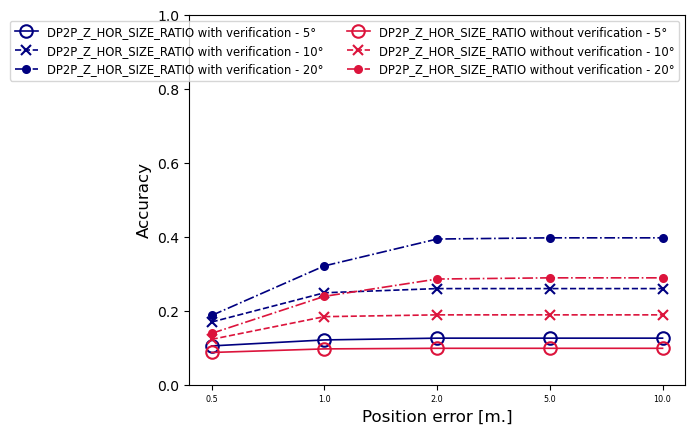 1.0
DP2P_Z_HOR_SIZE_RATIO with verification - 5° DP2P_Z_HOR_SIZE_RATIO without verification - 5°
DP2P_Z_HOR_SIZE_RATIO with verification - 10° DP2P_Z_HOR_SIZE_RATIO without verification - 10°
DP2P_Z_HOR_SIZE_RATIO with verification - 20° DP2P_Z_HOR_SIZE_RATIO without verification - 20°
0.8
0.6
0.4
0.2
0.0
Accuracy
0.5 1.0 2.0 5.0 10.0
Position error [m.]